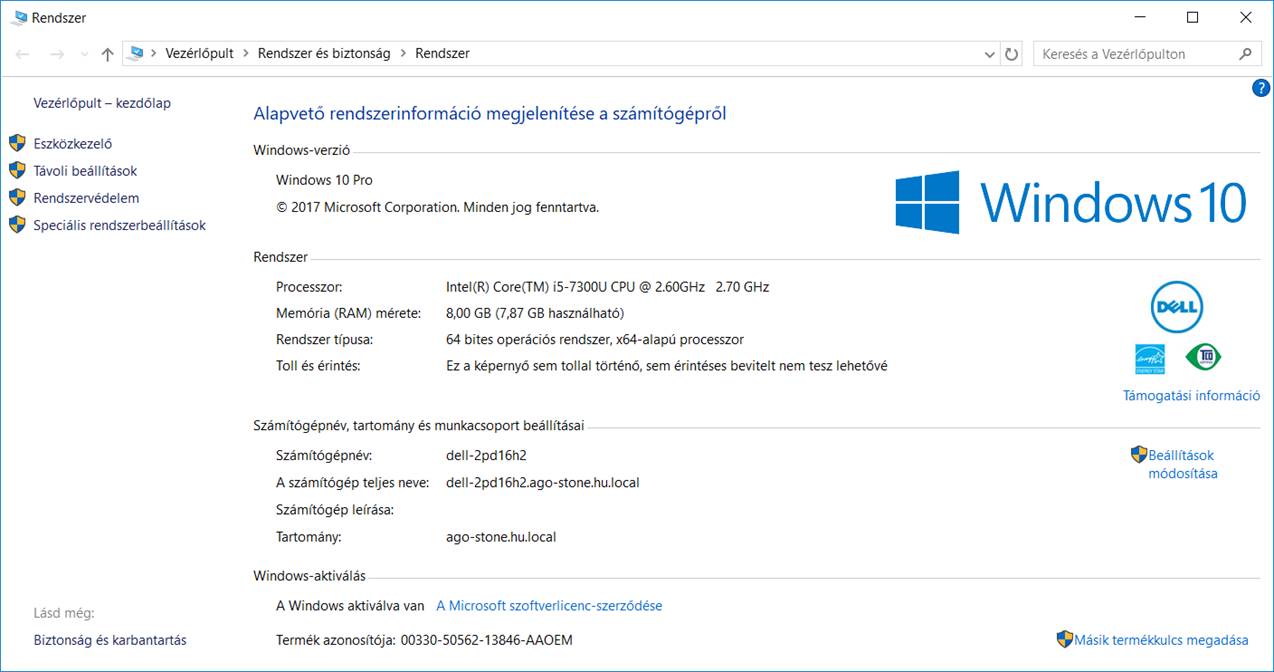 Rendszer
Vezérlőpult > Rendszer és biztonság > Rendszer
Keresés a Vezérlőpulton
?
Vezérlőpult – kezdőlap
Eszközkezelő
Távoli beállítások
Rendszervédelem
Speciális rendszerbeállítások
Alapvető rendszerinformáció megjelenítése a számítógépről
Windows-verzió
Windows 10 Pro
© 2017 Microsoft Corporation. Minden jog fenntartva.
Windows 10
Rendszer
Processzor: Intel(R) Core(TM) i5-7300U CPU @ 2.60GHz 2.70 GHz
Memória (RAM) mérete: 8,00 GB (7,87 GB használható)
Rendszer típusa: 64 bites operációs rendszer, x64-alapú processzor
Toll és érintés: Ez a képernyő sem tollal történő, sem érintéses bevitelt nem tesz lehetővé
DELL
ENERGY STAR
TCO
Támogatási információ
Számítógépnév, tartomány és munkacsoport beállításai
Számítógépnév: dell-2pd16h2
A számítógép teljes neve: dell-2pd16h2.ago-stone.hu.local
Számítógép leírása:
Tartomány: ago-stone.hu.local
Beállítások
módosítása
Windows-aktiválás
A Windows aktiválva van A Microsoft szoftverlicenc-szerződése
Termék azonosítója: 00330-50562-13846-AAOEM
Másik termékkulcs megadása
Lásd még:
Biztonság és karbantartás